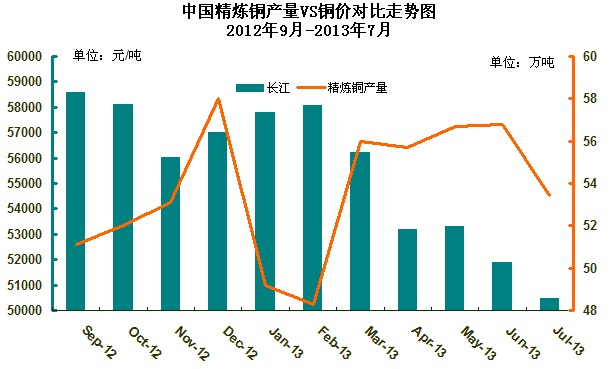 中国精炼铜产量VS铜价对比走势图
2012年9月-2013年7月
单位：元/吨
单位：万吨
长江
精炼铜产量
60000
59000
58000
57000
56000
55000
54000
53000
52000
51000
50000
60
58
56
54
52
50
48
Sep-12
Oct-12
Nov-12
Dec-12
Jan-13
Feb-13
Mar-13
Apr-13
May-13
Jun-13
Jul-13